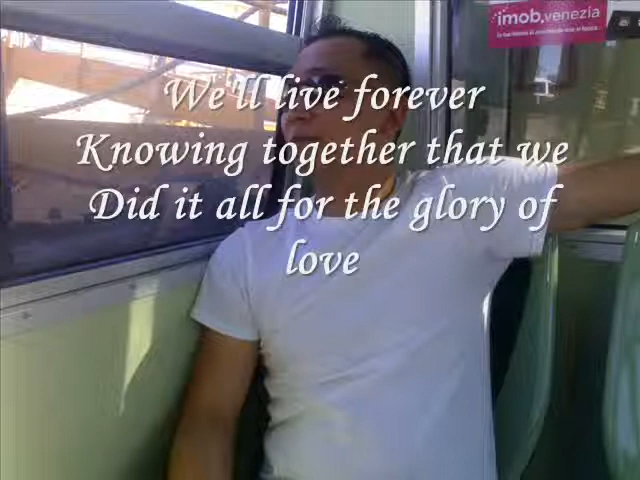 imob.venezia
We'll live forever
Knowing together that we
Did it all for the glory of
love